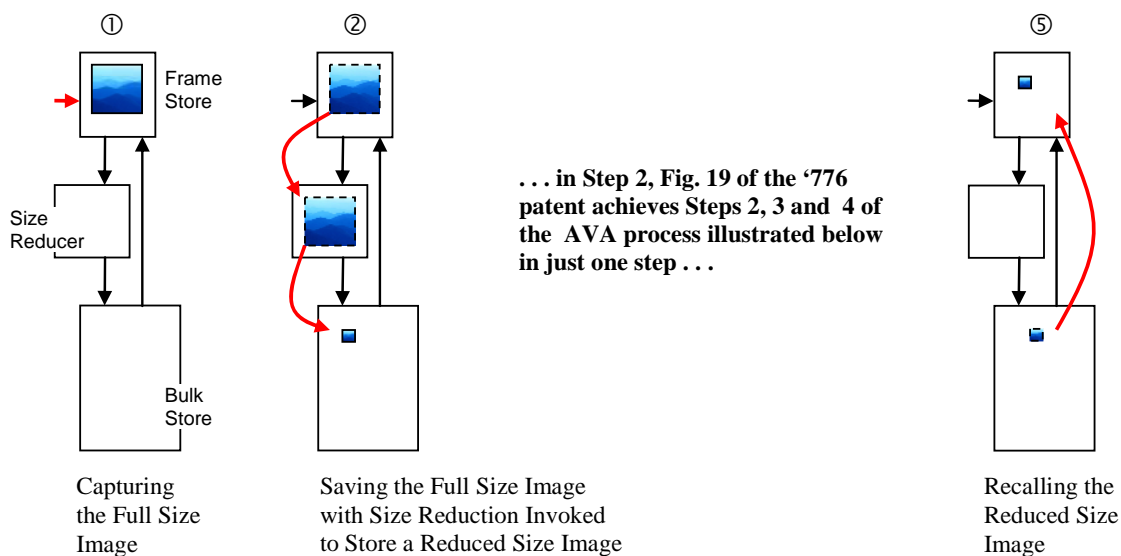 ①
②
⑤
Frame
Store
Size
Reducer
Bulk
Store
. . . in Step 2, Fig. 19 of the ‘776
patent achieves Steps 2, 3 and 4 of
the AVA process illustrated below
in just one step . . .
Capturing
the Full Size
Image
Saving the Full Size Image
with Size Reduction Invoked
to Store a Reduced Size Image
Recalling the
Reduced Size
Image